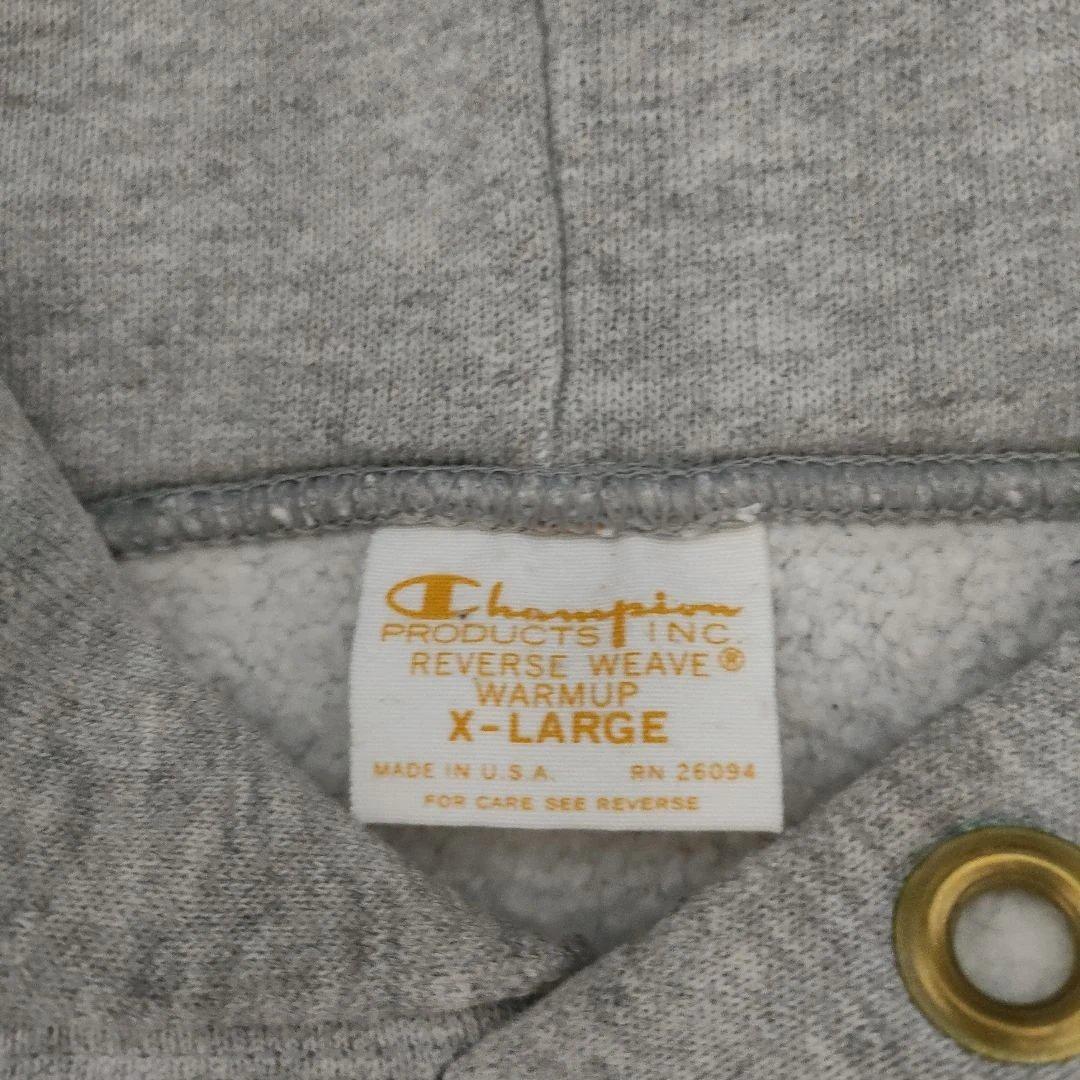 Champion
PRODUCTS INC.
REVERSE WEAVE®
WARMUP
X-LARGE
MADE IN U.S.A. RN 26094
FOR CARE SEE REVERSE